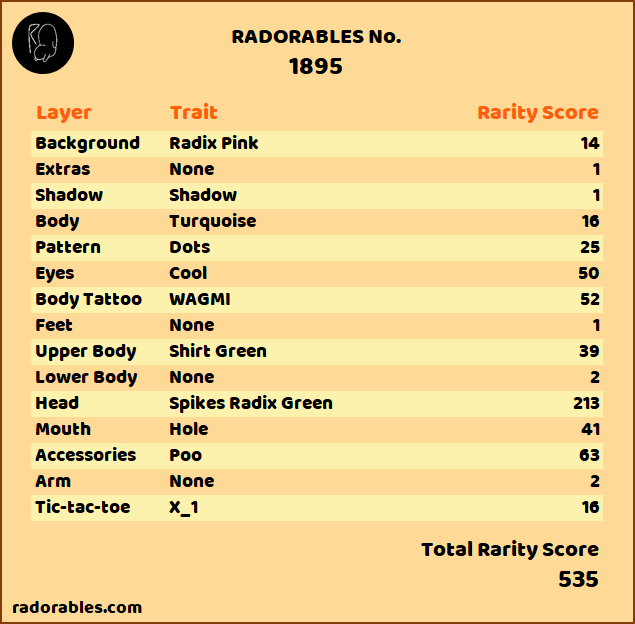 RADORABLES No.
1895
Layer Trait Rarity Score
Background Radix Pink 14
Extras None 1
Shadow Shadow 1
Body Turquoise 16
Pattern Dots 25
Eyes Cool 50
Body Tattoo WAGMI 52
Feet None 1
Upper Body Shirt Green 39
Lower Body None 2
Head Spikes Radix Green 213
Mouth Hole 41
Accessories Poo 63
Arm None 2
Tic-tac-toe X_1 16
Total Rarity Score
535
radorables.com